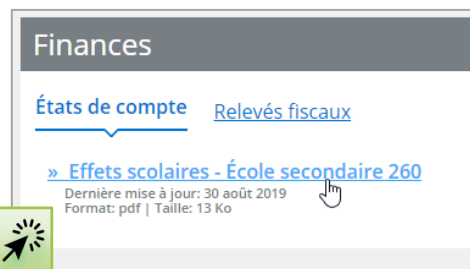 Finances
États de compte Relevés fiscaux
» Effets scolaires - École secondaire 260
Dernière mise à jour: 30 août 2019
Format: pdf | Taille: 13 Ko